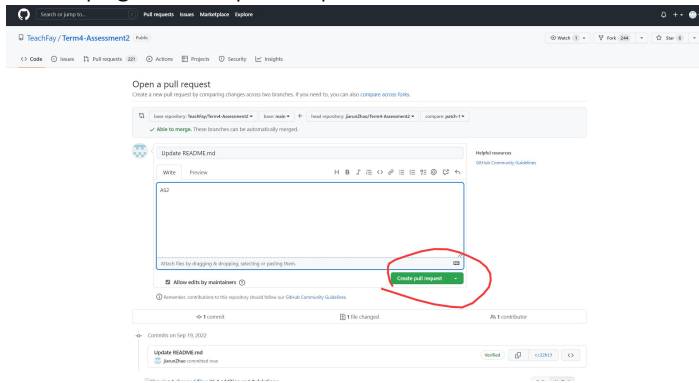 Search or jump to... / Pull requests Issues Marketplace Explore
TeachFay / Term4-Assessment2 Public Watch 1 Fork 244 Star 6
Code Issues Pull requests 221 Actions Projects Security Insights
Open a pull request
Create a new pull request by comparing changes across two branches. If you need to, you can also compare across forks.
base repository: TeachFay/Term4-Assessment2 base: main head repository: JiarunZhao/Term4-Assessment2 compare: patch-1
Able to merge. These branches can be automatically merged.
Update README.md
Helpful resources
GitHub Community Guidelines
Write Preview H B I
AS2
Attach files by dragging & dropping, selecting or pasting them.
Allow edits by maintainers
Create pull request
Remember, contributions to this repository should follow our GitHub Community Guidelines.
1 commit 1 file changed 1 contributor
Commits on Sep 19, 2022
Update README.md
JiarunZhao committed now
Verified